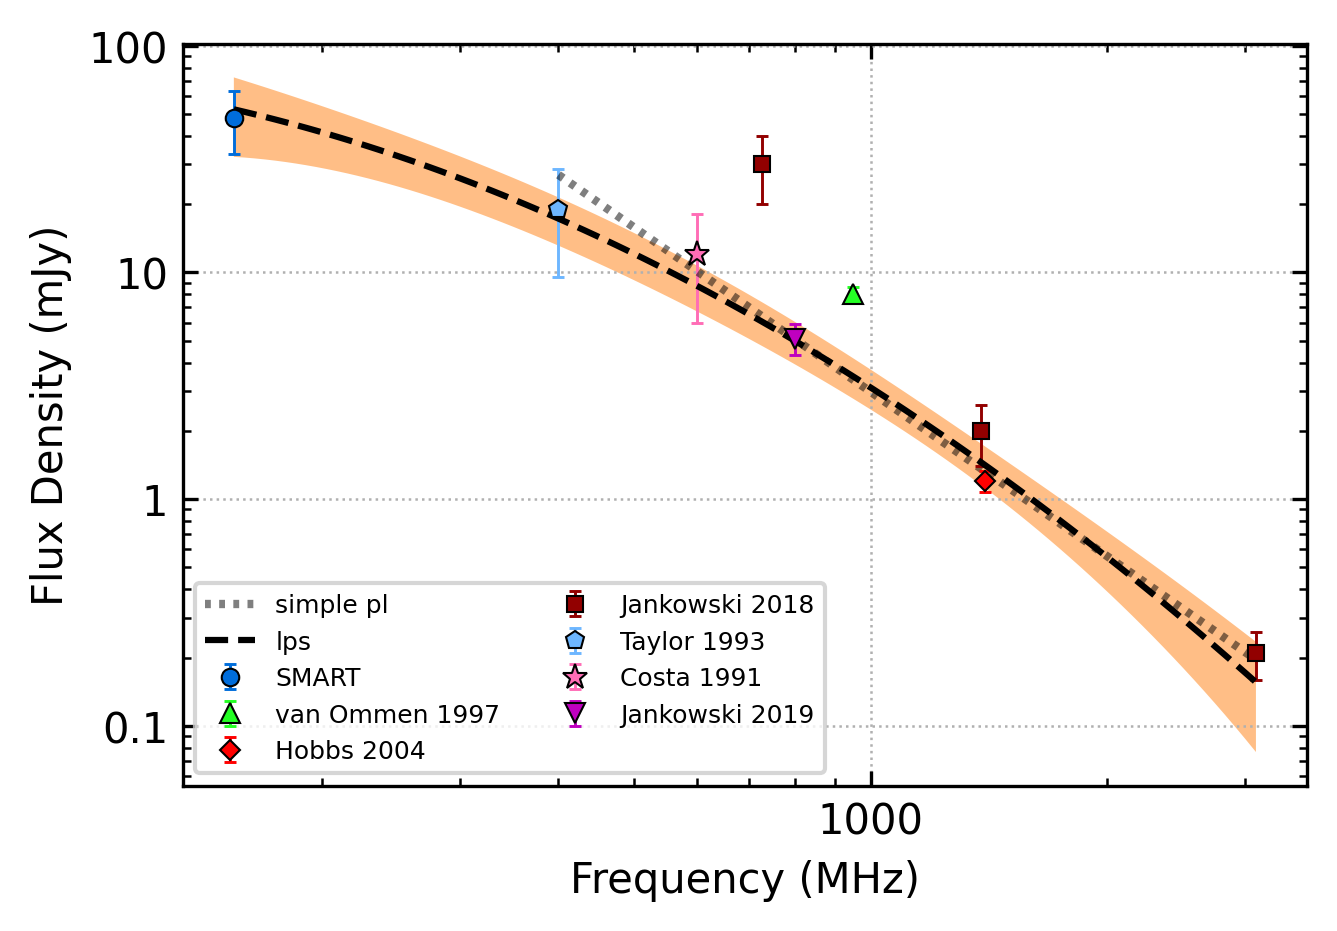 100
10
1
0.1
Flux Density (mJy)
simple pl
lps
SMART
van Ommen 1997
Hobbs 2004
Jankowski 2018
Taylor 1993
Costa 1991
Jankowski 2019
1000
Frequency (MHz)